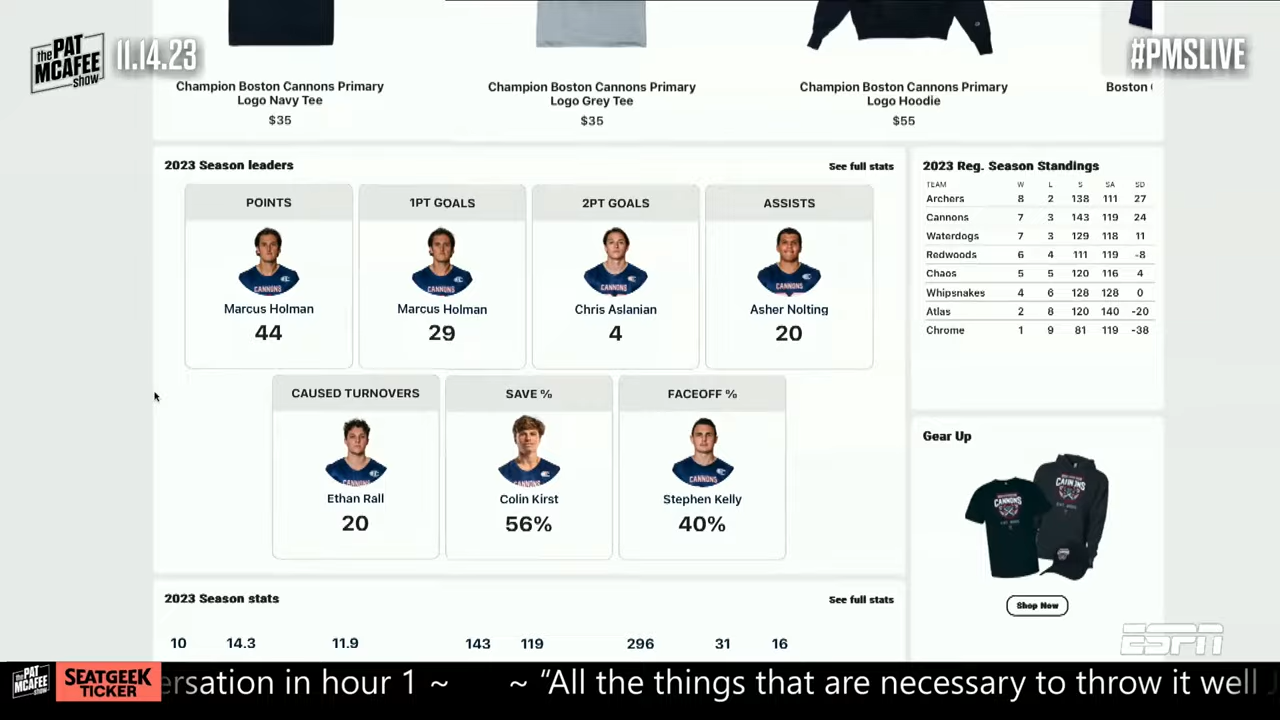 the PAT MCAFEE show
11.14.23
#PMSLIVE
Champion Boston Cannons Primary
Logo Navy Tee
$35
Champion Boston Cannons Primary
Logo Grey Tee
$35
Champion Boston Cannons Primary
Logo Hoodie
$55
Boston
2023 Season leaders
See full stats
POINTS
Marcus Holman
44
1PT GOALS
Marcus Holman
29
2PT GOALS
Chris Aslanian
4
ASSISTS
Asher Nolting
20
CAUSED TURNOVERS
Ethan Rall
20
SAVE %
Colin Kirst
56%
FACEOFF %
Stephen Kelly
40%
2023 Reg. Season Standings
TEAM W L S SA SD
Archers 8 2 138 111 27
Cannons 7 3 143 119 24
Waterdogs 7 3 129 118 11
Redwoods 6 4 111 119 -8
Chaos 5 5 120 116 4
Whipsnakes 4 6 128 128 0
Atlas 2 8 120 140 -20
Chrome 1 9 81 119 -38
Gear Up
CANNONS
CANNONS
Shop Now
2023 Season stats
See full stats
10 14.3 11.9 143 119 296 31 16
ESPN
the PAT MCAFEE show
SEATGEEK
TICKER
ersation in hour 1 ~ ~ “All the things that are necessary to throw it well